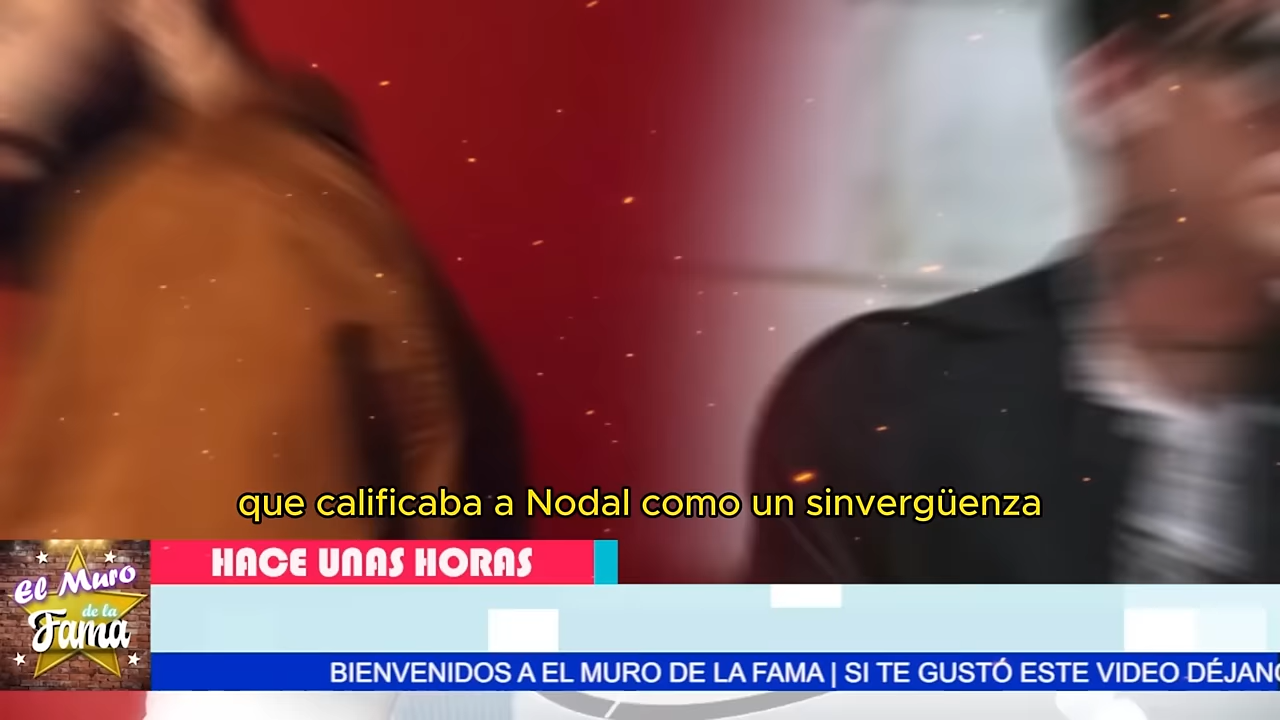 que calificaba a Nodal como un sinvergüenza
HACE UNAS HORAS
El Muro
de la
Fama
BIENVENIDOS A EL MURO DE LA FAMA | SI TE GUSTÓ ESTE VIDEO